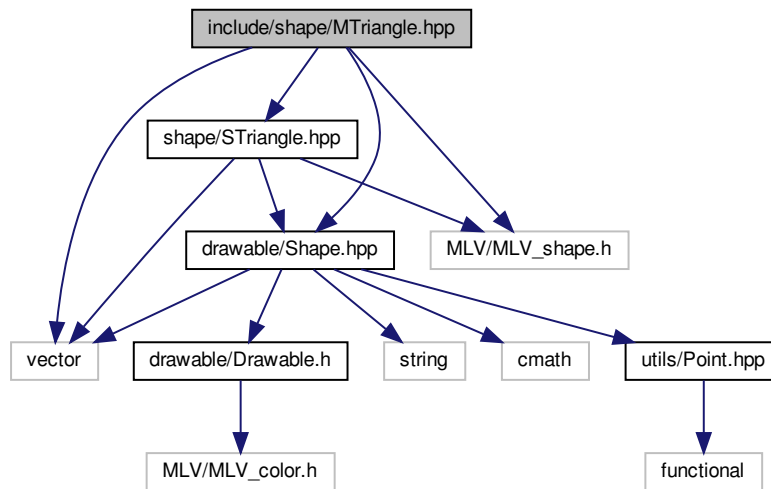 include/shape/MTriangle.hpp
shape/STriangle.hpp
drawable/Shape.hpp
MLV/MLV_shape.h
vector
drawable/Drawable.h
string
cmath
utils/Point.hpp
MLV/MLV_color.h
functional